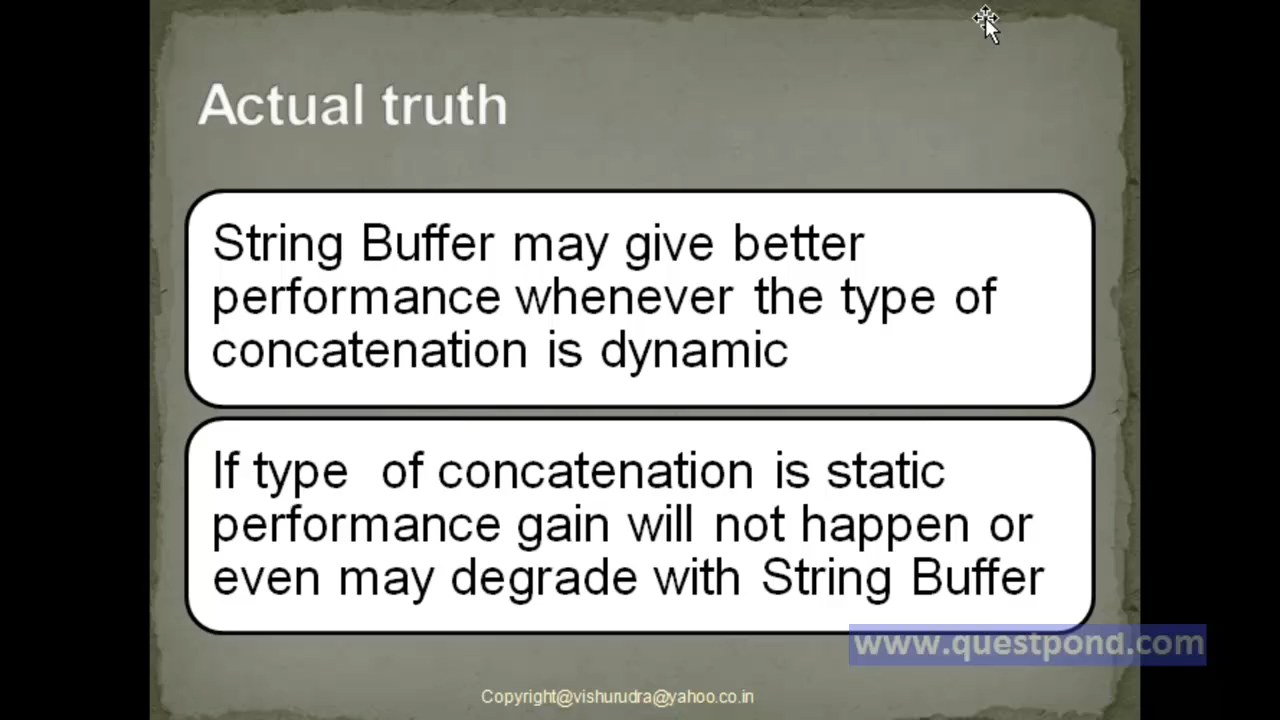 Actual truth
String Buffer may give better
performance whenever the type of
concatenation is dynamic
If type of concatenation is static
performance gain will not happen or
even may degrade with String Buffer
www.questpond.com
Copyright@vishurudra@yahoo.co.in